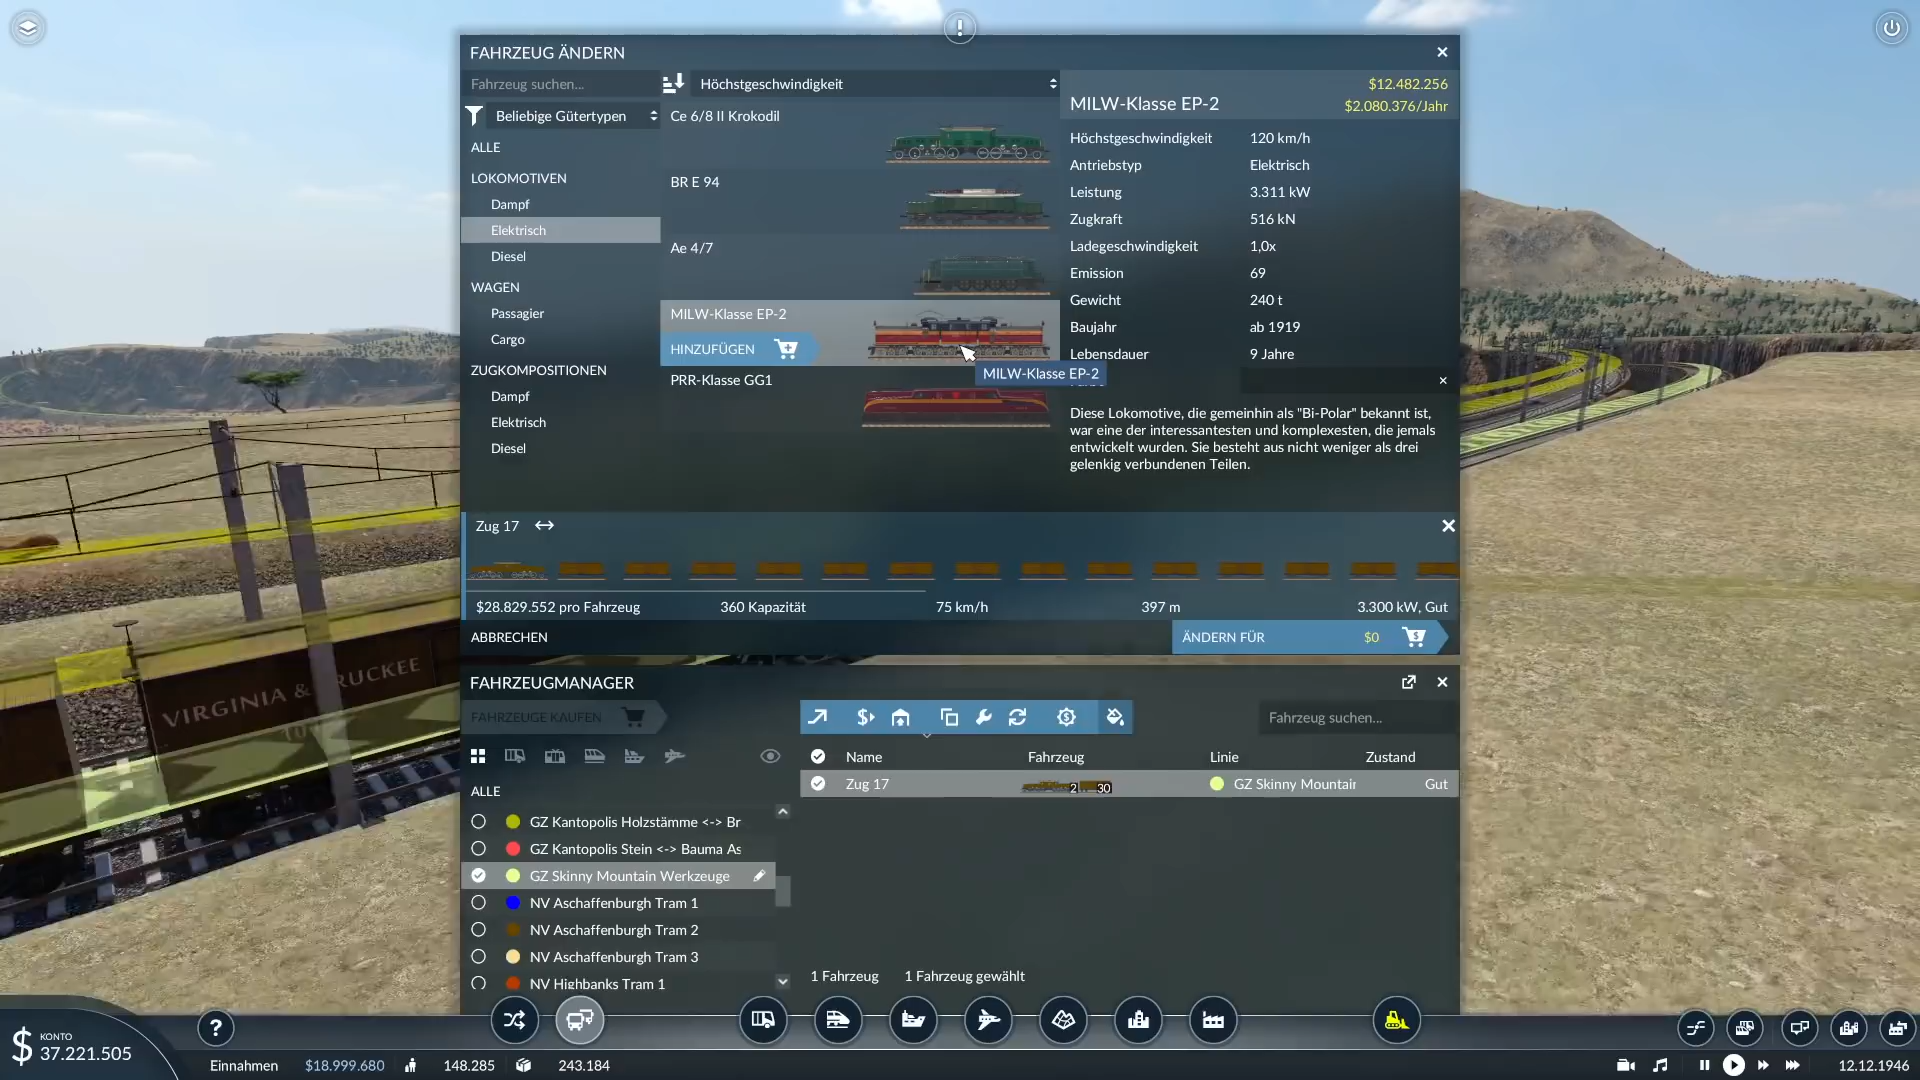 FAHRZEUG ÄNDERN
Fahrzeug suchen...
Höchstgeschwindigkeit
Beliebige Gütertypen
ALLE
LOKOMOTIVEN
Dampf
Elektrisch
Diesel
WAGEN
Passagier
Cargo
ZUGKOMPOSITIONEN
Dampf
Elektrisch
Diesel
Ce 6/8 II Krokodil
BR E 94
Ae 4/7
MILW-Klasse EP-2
HINZUFÜGEN
PRR-Klasse GG1
MILW-Klasse EP-2
$12.482.256
MILW-Klasse EP-2
$2.080.376/Jahr
Höchstgeschwindigkeit 120 km/h
Antriebstyp Elektrisch
Leistung 3.311 kW
Zugkraft 516 kN
Ladegeschwindigkeit 1,0x
Emission 69
Gewicht 240 t
Baujahr ab 1919
Lebensdauer 9 Jahre
Diese Lokomotive, die gemeinhin als "Bi-Polar" bekannt ist,
war eine der interessantesten und komplexesten, die jemals
entwickelt wurden. Sie besteht aus nicht weniger als drei
gelenkig verbundenen Teilen.
Zug 17
$28.829.552 pro Fahrzeug 360 Kapazität 75 km/h 397 m 3.300 kW, Gut
ABBRECHEN
ÄNDERN FÜR $0
VIRGINIA & TRUCKEE
FAHRZEUGMANAGER
FAHRZEUGE KAUFEN
Fahrzeug suchen...
ALLE
GZ Kantopolis Holzstämme <-> Br
GZ Kantopolis Stein <-> Bauma As
GZ Skinny Mountain Werkzeuge
NV Aschaffenburgh Tram 1
NV Aschaffenburgh Tram 2
NV Aschaffenburgh Tram 3
NV Highbanks Tram 1
Name Fahrzeug Linie Zustand
Zug 17 2 30 GZ Skinny Mountain Gut
1 Fahrzeug 1 Fahrzeug gewählt
?
$ KONTO
37.221.505
Einnahmen $18.999.680 148.285 243.184
12.12.1946